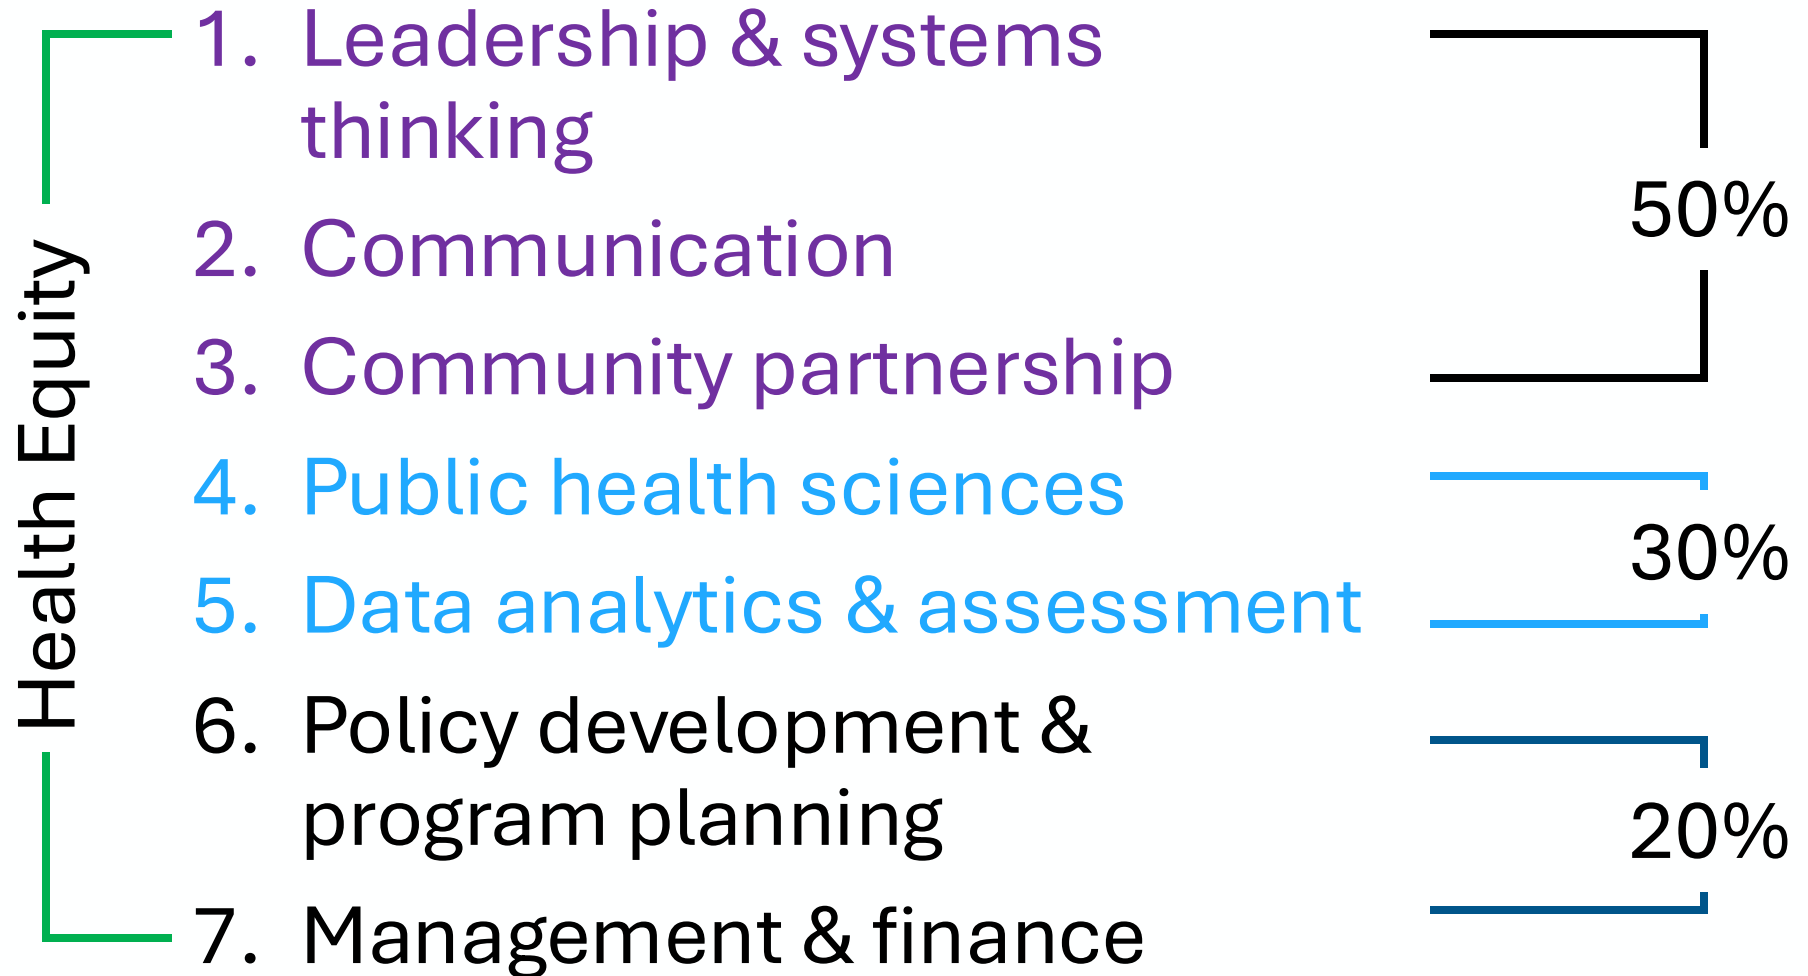 Health Equity
1. Leadership & systems
thinking
2. Communication
3. Community partnership
50%
4. Public health sciences
5. Data analytics & assessment
30%
6. Policy development &
program planning
7. Management & finance
20%